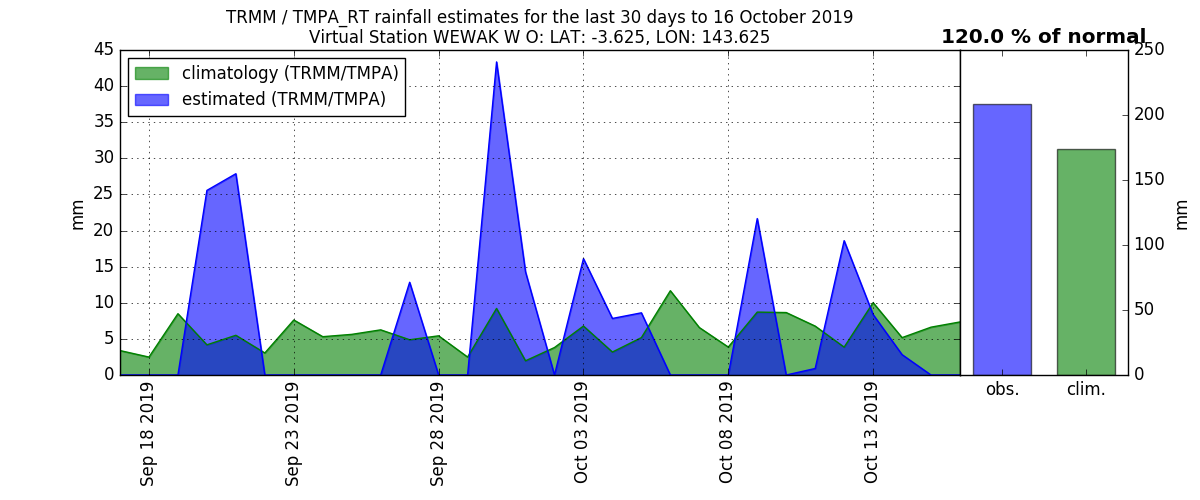 TRMM / TMPA_RT rainfall estimates for the last 30 days to 16 October 2019
Virtual Station WEWAK W O: LAT: -3.625, LON: 143.625
120.0 % of normal
climatology (TRMM/TMPA)
estimated (TRMM/TMPA)
45
40
35
30
25
20
15
10
5
0
mm
Sep 18 2019
Sep 23 2019
Sep 28 2019
Oct 03 2019
Oct 08 2019
Oct 13 2019
250
200
150
100
50
0
mm
obs.
clim.